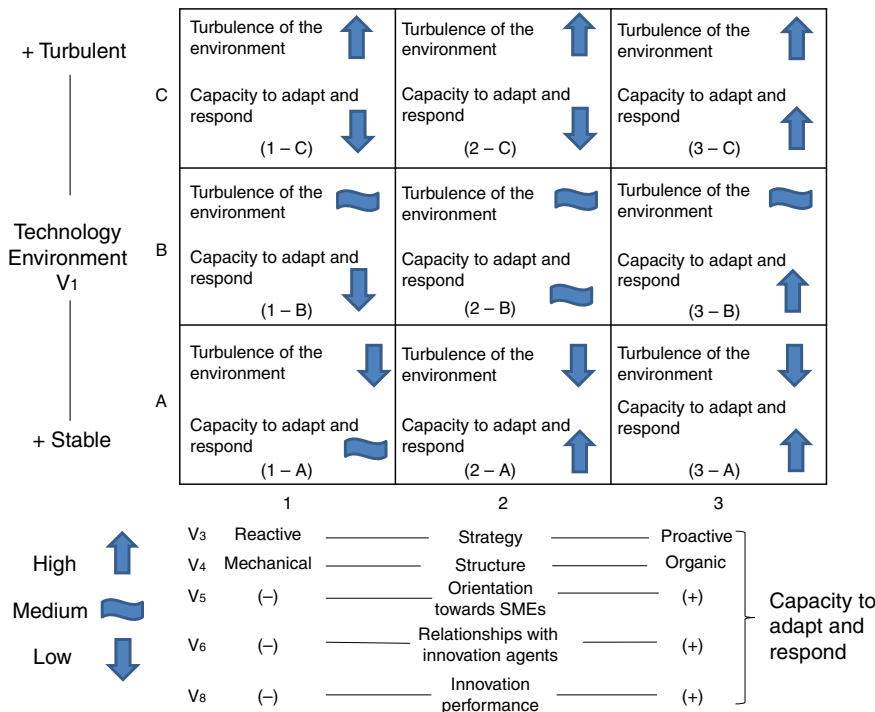 + Turbulent
Technology
Environment
V1
+ Stable
C
B
A
Turbulence of the
environment
Capacity to adapt and
respond
(1 – C)
Turbulence of the
environment
Capacity to adapt and
respond
(2 – C)
Turbulence of the
environment
Capacity to adapt and
respond
(3 – C)
Turbulence of the
environment
Capacity to adapt and
respond
(1 – B)
Turbulence of the
environment
Capacity to adapt and
respond
(2 – B)
Turbulence of the
environment
Capacity to adapt and
respond
(3 – B)
Turbulence of the
environment
Capacity to adapt and
respond
(1 – A)
Turbulence of the
environment
Capacity to adapt and
respond
(2 – A)
Turbulence of the
environment
Capacity to adapt and
respond
(3 – A)
1 2 3
High
Medium
Low
V3 Reactive Strategy Proactive
V4 Mechanical Structure Organic
V5 (–) Orientation
towards SMEs (+)
V6 (–) Relationships with
innovation agents (+)
V8 (–) Innovation
performance (+)
Capacity to
adapt and
respond